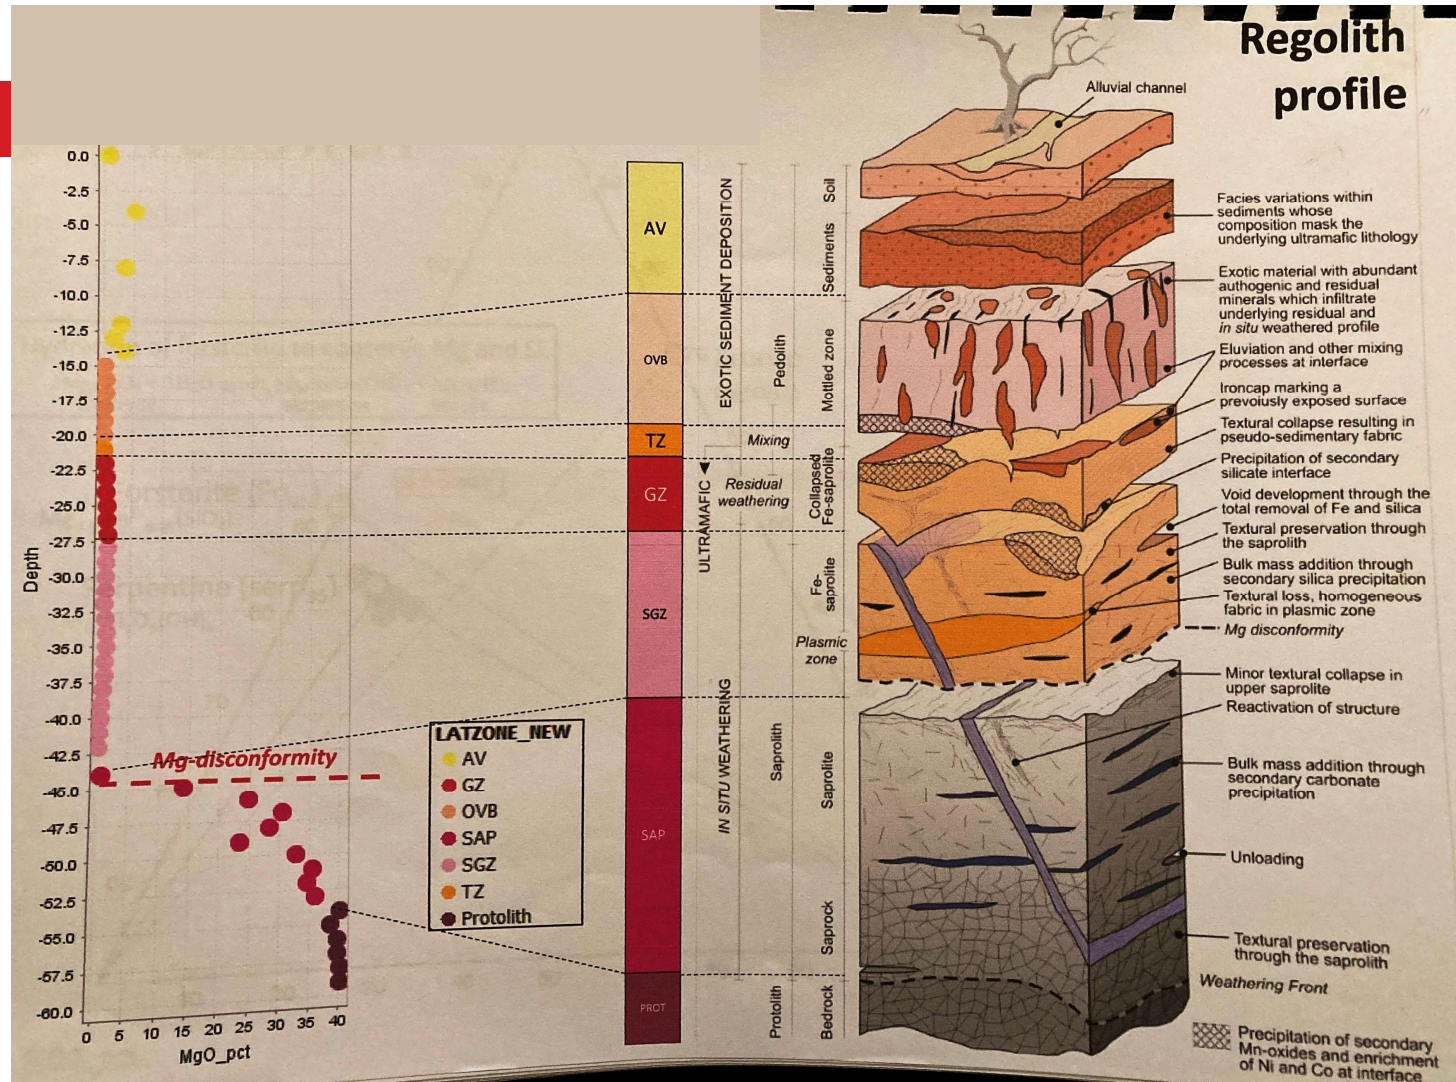 Regolith
profile
0.0
-2.5
-5.0
-7.5
-10.0
-12.5
-15.0
-17.5
-20.0
-22.5
-25.0
-27.5
-30.0
-32.5
-35.0
-37.5
-40.0
-42.5
-45.0
-47.5
-50.0
-52.5
-55.0
-57.5
-60.0
Depth
0
5
10
15
20
25
30
35
40
MgO_pct
Mg-disconformity
LATZONE_NEW
AV
GZ
OVB
SAP
SGZ
TZ
Protolith
AV
OVB
TZ
GZ
SGZ
SAP
PROT
EXOTIC SEDIMENT DEPOSITION
ULTRAMAFIC
IN SITU WEATHERING
Pedolith
Mixing
Residual
weathering
Saprolith
Protolith
Soil
Sediments
Mottled zone
Collapsed
Fe-saprolite
Fe-
saprolite
Plasmic
zone
Saprolite
Saprock
Bedrock
Alluvial channel
Facies variations within
sediments whose
composition mask the
underlying ultramafic lithology
Exotic material with abundant
authogenic and residual
minerals which infiltrate
underlying residual and
in situ weathered profile
Eluviation and other mixing
processes at interface
Ironcap marking a
prevoiusly exposed surface
Textural collapse resulting in
pseudo-sedimentary fabric
Precipitation of secondary
silicate interface
Void development through the
total removal of Fe and silica
Textural preservation through
the saprolith
Bulk mass addition through
secondary silica precipitation
Textural loss, homogeneous
fabric in plasmic zone
Mg disconformity
Minor textural collapse in
upper saprolite
Reactivation of structure
Bulk mass addition through
secondary carbonate
precipitation
Unloading
Textural preservation
through the saprolith
Weathering Front
Precipitation of secondary
Mn-oxides and enrichment
of Ni and Co at interface